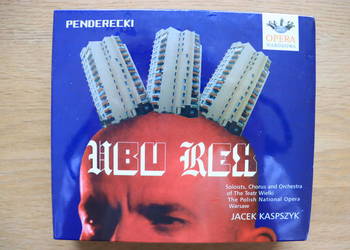 PENDERECKI
OPERA
NARODOWA
UBU REX
Soloists, Chorus and Orchestra
of The Teatr Wielki
The Polish National Opera
Warsaw
JACEK KASPSZYK